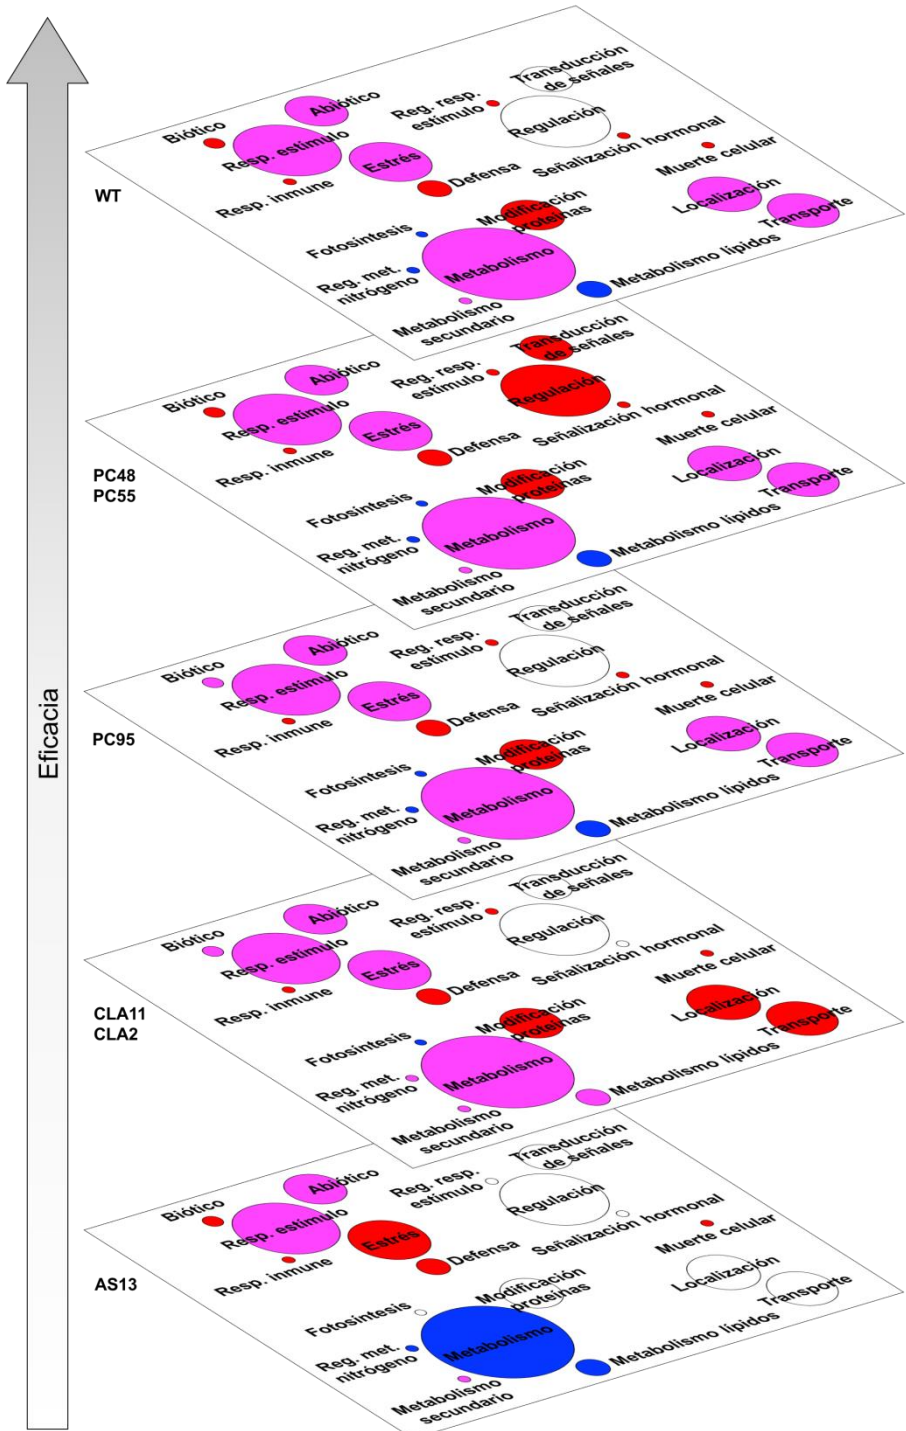 Eficacia
WT
Biótico
Abiótico
Resp. estímulo
Resp. inmune
Estrés
Defensa
Reg. resp.
estímulo
Transducción
de señales
Regulación
Señalización hormonal
Muerte celular
Localización
Transporte
Modificación
proteínas
Fotosíntesis
Metabolismo
Reg. met.
nitrógeno
Metabolismo
secundario
Metabolismo lípidos
PC48
PC55
Biótico
Abiótico
Resp. estímulo
Resp. inmune
Estrés
Defensa
Reg. resp.
estímulo
Transducción
de señales
Regulación
Señalización hormonal
Muerte celular
Localización
Transporte
Modificación
proteínas
Fotosíntesis
Metabolismo
Reg. met.
nitrógeno
Metabolismo
secundario
Metabolismo lípidos
PC95
Biótico
Abiótico
Resp. estímulo
Resp. inmune
Estrés
Defensa
Reg. resp.
estímulo
Transducción
de señales
Regulación
Señalización hormonal
Muerte celular
Localización
Transporte
Modificación
proteínas
Fotosíntesis
Metabolismo
Reg. met.
nitrógeno
Metabolismo
secundario
Metabolismo lípidos
CLA11
CLA2
Biótico
Abiótico
Resp. estímulo
Resp. inmune
Estrés
Defensa
Reg. resp.
estímulo
Transducción
de señales
Regulación
Señalización hormonal
Muerte celular
Localización
Transporte
Modificación
proteínas
Fotosíntesis
Metabolismo
Reg. met.
nitrógeno
Metabolismo
secundario
Metabolismo lípidos
AS13
Biótico
Abiótico
Resp. estímulo
Resp. inmune
Estrés
Defensa
Reg. resp.
estímulo
Transducción
de señales
Regulación
Señalización hormonal
Muerte celular
Localización
Transporte
Modificación
proteínas
Fotosíntesis
Metabolismo
Reg. met.
nitrógeno
Metabolismo
secundario
Metabolismo lípidos